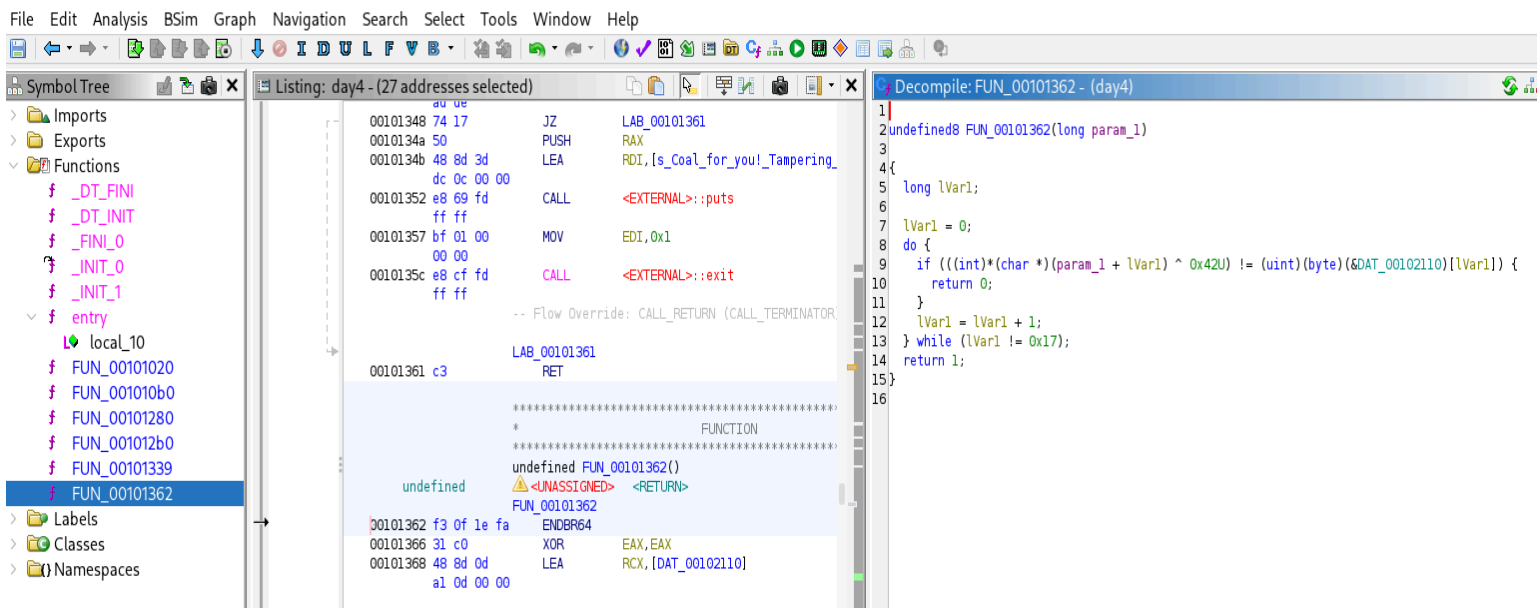 File Edit Analysis BSim Graph Navigation Search Select Tools Window Help
I D U L F V B
Symbol Tree
Imports
Exports
Functions
f _DT_FINI
f _DT_INIT
f _FINI_0
f _INIT_0
f _INIT_1
f entry
local_10
f FUN_00101020
f FUN_001010b0
f FUN_00101280
f FUN_001012b0
f FUN_00101339
f FUN_00101362
Labels
Classes
Namespaces
Listing: day4 - (27 addresses selected)
ad de
00101348 74 17 JZ LAB_00101361
0010134a 50 PUSH RAX
0010134b 48 8d 3d LEA RDI,[s_Coal_for_you!_Tampering_
dc 0c 00 00
00101352 e8 69 fd CALL <EXTERNAL>::puts
ff ff
00101357 bf 01 00 MOV EDI,0x1
00 00
0010135c e8 cf fd CALL <EXTERNAL>::exit
ff ff
-- Flow Override: CALL_RETURN (CALL_TERMINATOR
LAB_00101361
00101361 c3 RET
************************************************
* FUNCTION
************************************************
undefined FUN_00101362()
undefined <UNASSIGNED> <RETURN>
FUN_00101362
00101362 f3 0f 1e fa ENDBR64
00101366 31 c0 XOR EAX,EAX
00101368 48 8d 0d LEA RCX,[DAT_00102110]
a1 0d 00 00
Decompile: FUN_00101362 - (day4)
1
2 undefined8 FUN_00101362(long param_1)
3
4 {
5 long lVar1;
6
7 lVar1 = 0;
8 do {
9 if (((int)*(char *)(param_1 + lVar1) ^ 0x42U) != (uint)(byte)(&DAT_00102110)[lVar1]) {
10 return 0;
11 }
12 lVar1 = lVar1 + 1;
13 } while (lVar1 != 0x17);
14 return 1;
15 }
16